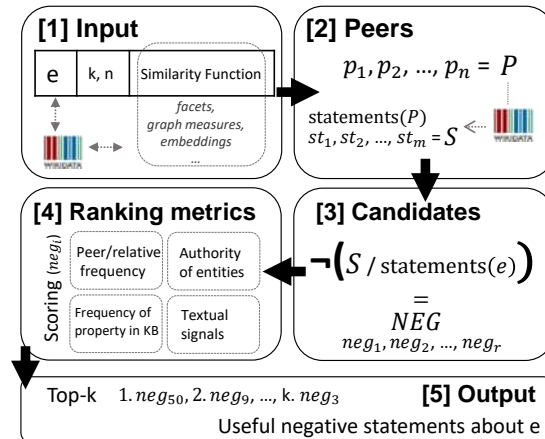 [1] Input
e
k, n
Similarity Function
facets,
graph measures,
embeddings
...
WIKIDATA
[2] Peers
p₁, p₂, ..., pₙ = P
statements(P)
st₁, st₂, ..., stₘ = S
WIKIDATA
[3] Candidates
¬(S / statements(e))
=
NEG
neg₁, neg₂, ..., negᵣ
[4] Ranking metrics
Scoring (negᵢ)
Peer/relative
frequency
Authority
of entities
Frequency of
property in KB
Textual
signals
[5] Output
Top-k 1. neg₅₀, 2. neg₉, ..., k. neg₃
Useful negative statements about e